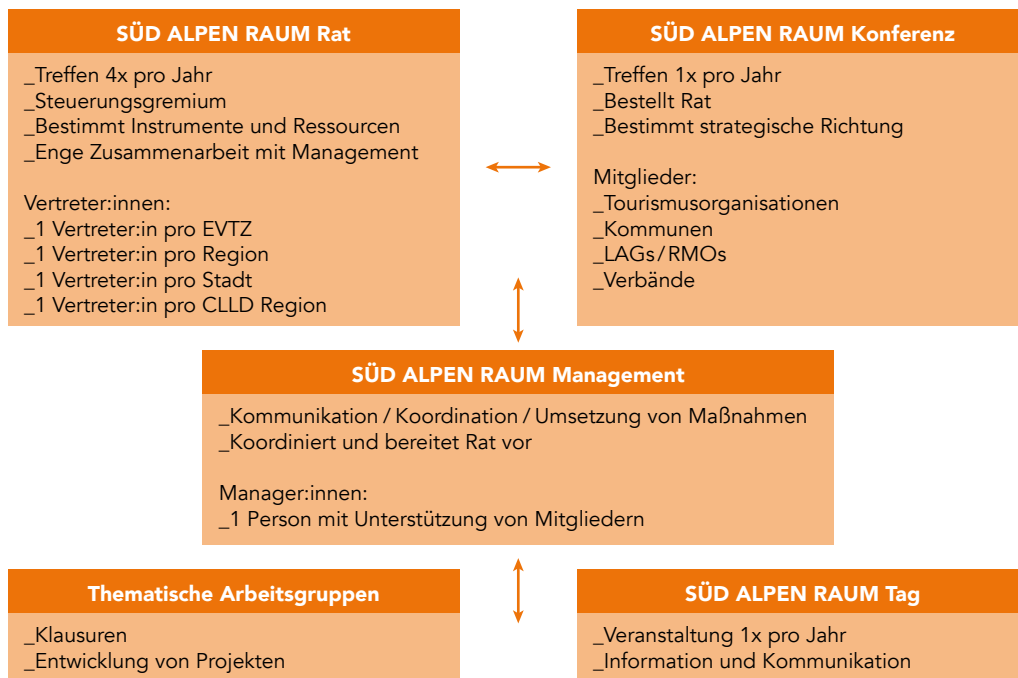 SÜD ALPEN RAUM Rat
_Treffen 4x pro Jahr
_Steuerungsgremium
_Bestimmt Instrumente und Ressourcen
_Enge Zusammenarbeit mit Management
Vertreter:innen:
_1 Vertreter:in pro EVTZ
_1 Vertreter:in pro Region
_1 Vertreter:in pro Stadt
_1 Vertreter:in pro CLLD Region
SÜD ALPEN RAUM Konferenz
_Treffen 1x pro Jahr
_Bestellt Rat
_Bestimmt strategische Richtung
Mitglieder:
_Tourismusorganisationen
_Kommunen
_LAGs / RMOs
_Verbände
SÜD ALPEN RAUM Management
_Kommunikation / Koordination / Umsetzung von Maßnahmen
_Koordiniert und bereitet Rat vor
Manager:innen:
_1 Person mit Unterstützung von Mitgliedern
Thematische Arbeitsgruppen
_Klausuren
_Entwicklung von Projekten
SÜD ALPEN RAUM Tag
_Veranstaltung 1x pro Jahr
_Information und Kommunikation